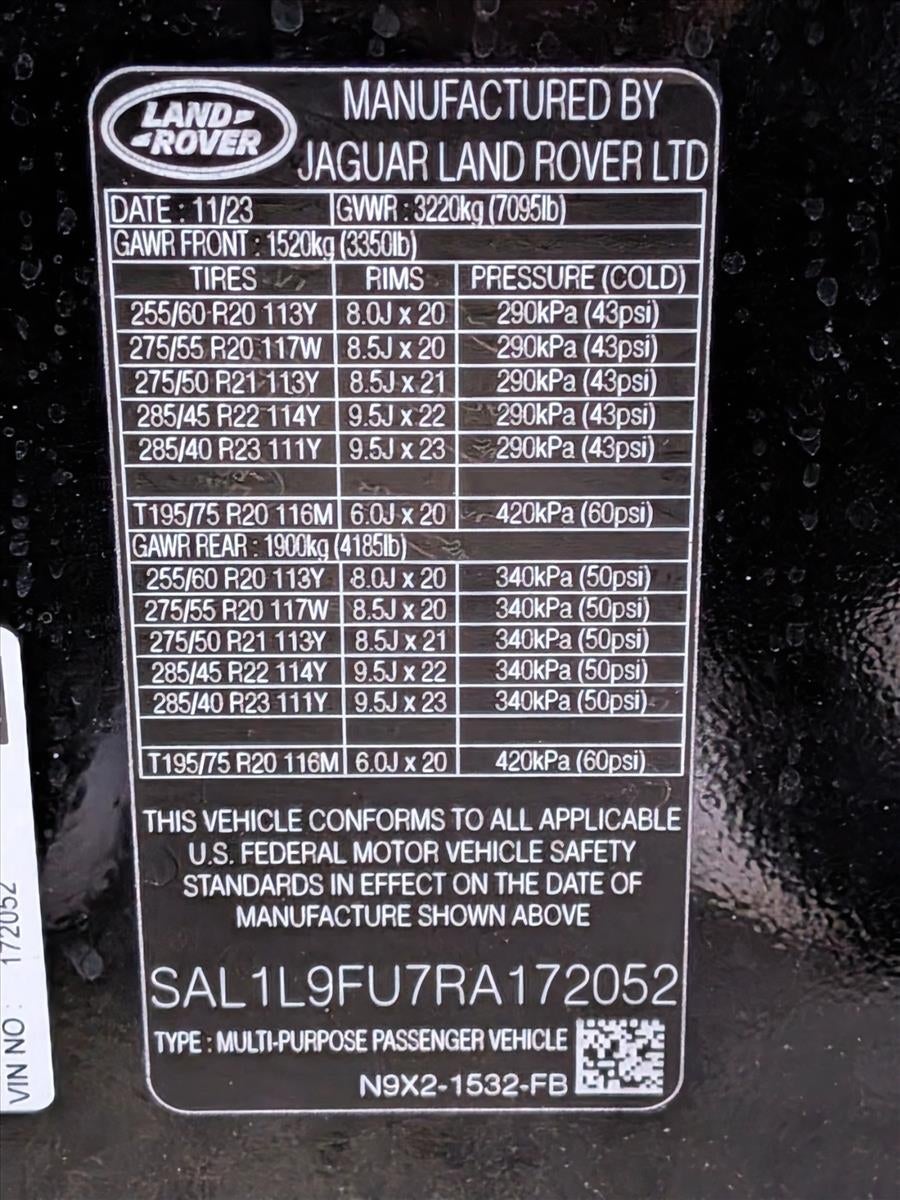 LAND
ROVER
MANUFACTURED BY
JAGUAR LAND ROVER LTD
DATE : 11/23 GVWR : 3220kg (7095lb)
GAWR FRONT : 1520kg (3350lb)
TIRES RIMS PRESSURE (COLD)
255/60 R20 113Y 8.0J x 20 290kPa (43psi)
275/55 R20 117W 8.5J x 20 290kPa (43psi)
275/50 R21 113Y 8.5J x 21 290kPa (43psi)
285/45 R22 114Y 9.5J x 22 290kPa (43psi)
285/40 R23 111Y 9.5J x 23 290kPa (43psi)
T195/75 R20 116M 6.0J x 20 420kPa (60psi)
GAWR REAR : 1900kg (4185lb)
255/60 R20 113Y 8.0J x 20 340kPa (50psi)
275/55 R20 117W 8.5J x 20 340kPa (50psi)
275/50 R21 113Y 8.5J x 21 340kPa (50psi)
285/45 R22 114Y 9.5J x 22 340kPa (50psi)
285/40 R23 111Y 9.5J x 23 340kPa (50psi)
T195/75 R20 116M 6.0J x 20 420kPa (60psi)
THIS VEHICLE CONFORMS TO ALL APPLICABLE
U.S. FEDERAL MOTOR VEHICLE SAFETY
STANDARDS IN EFFECT ON THE DATE OF
MANUFACTURE SHOWN ABOVE
SAL1L9FU7RA172052
TYPE : MULTI-PURPOSE PASSENGER VEHICLE
N9X2-1532-FB
VIN NO : 172052